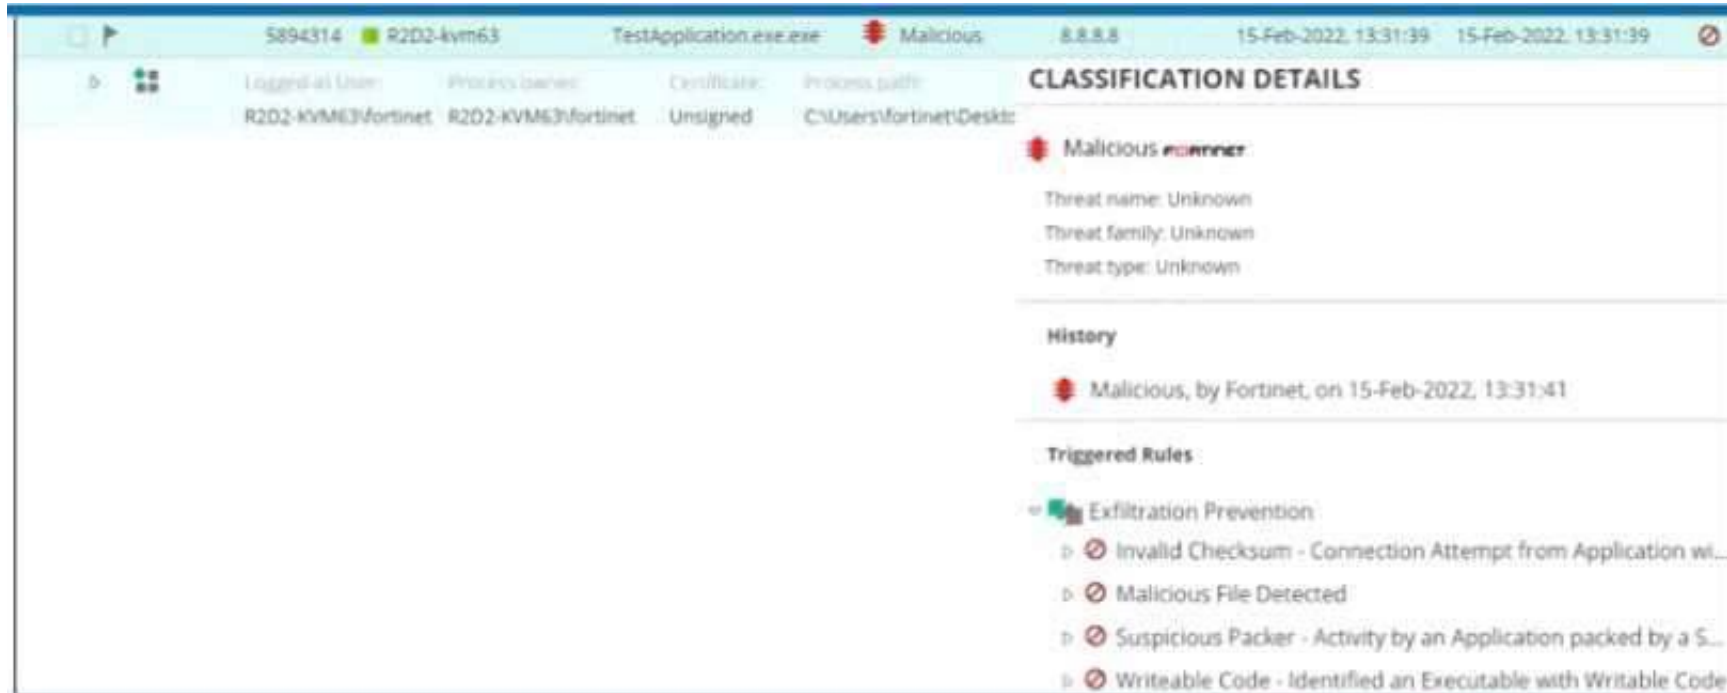 5894314 R2D2-kvm63 TestApplication.exe.exe Malicious 8.8.8.8 15-Feb-2022, 13:31:39 15-Feb-2022, 13:31:39
Logged-in User: Process owner: Certificate: Process path:
R2D2-KVM63\fortinet R2D2-KVM63\fortinet Unsigned C:\Users\fortinet\Deskto
CLASSIFICATION DETAILS
Malicious FORTINET
Threat name: Unknown
Threat family: Unknown
Threat type: Unknown
History
Malicious, by Fortinet, on 15-Feb-2022, 13:31:41
Triggered Rules
Exfiltration Prevention
Invalid Checksum - Connection Attempt from Application wi...
Malicious File Detected
Suspicious Packer - Activity by an Application packed by a S...
Writeable Code - Identified an Executable with Writable Code